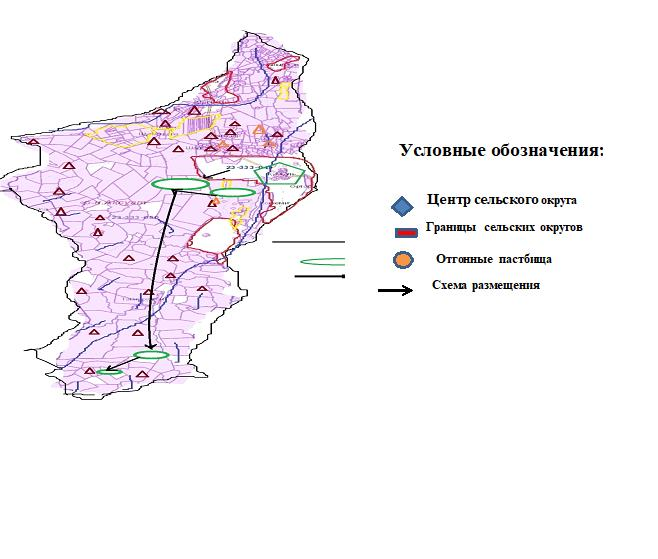 Условные обозначения:
Центр сельского округа
Границы сельских округов
Отгонные пастбища
Схема размещения